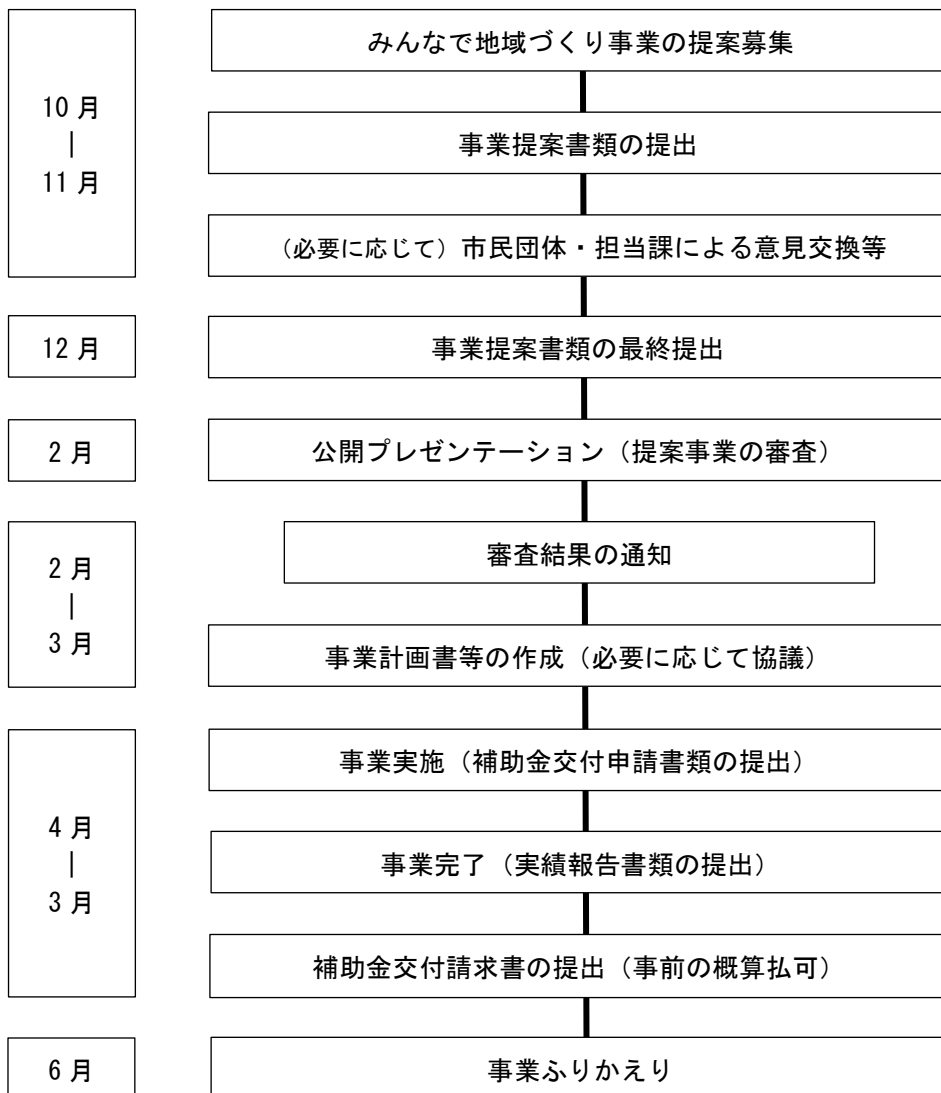 10月
|
11月
みんなで地域づくり事業の提案募集
事業提案書類の提出
（必要に応じて）市民団体・担当課による意見交換等
12月
事業提案書類の最終提出
2月
公開プレゼンテーション（提案事業の審査）
2月
|
3月
審査結果の通知
事業計画書等の作成（必要に応じて協議）
4月
|
3月
事業実施（補助金交付申請書類の提出）
事業完了（実績報告書類の提出）
補助金交付請求書の提出（事前の概算払可）
6月
事業ふりかえり